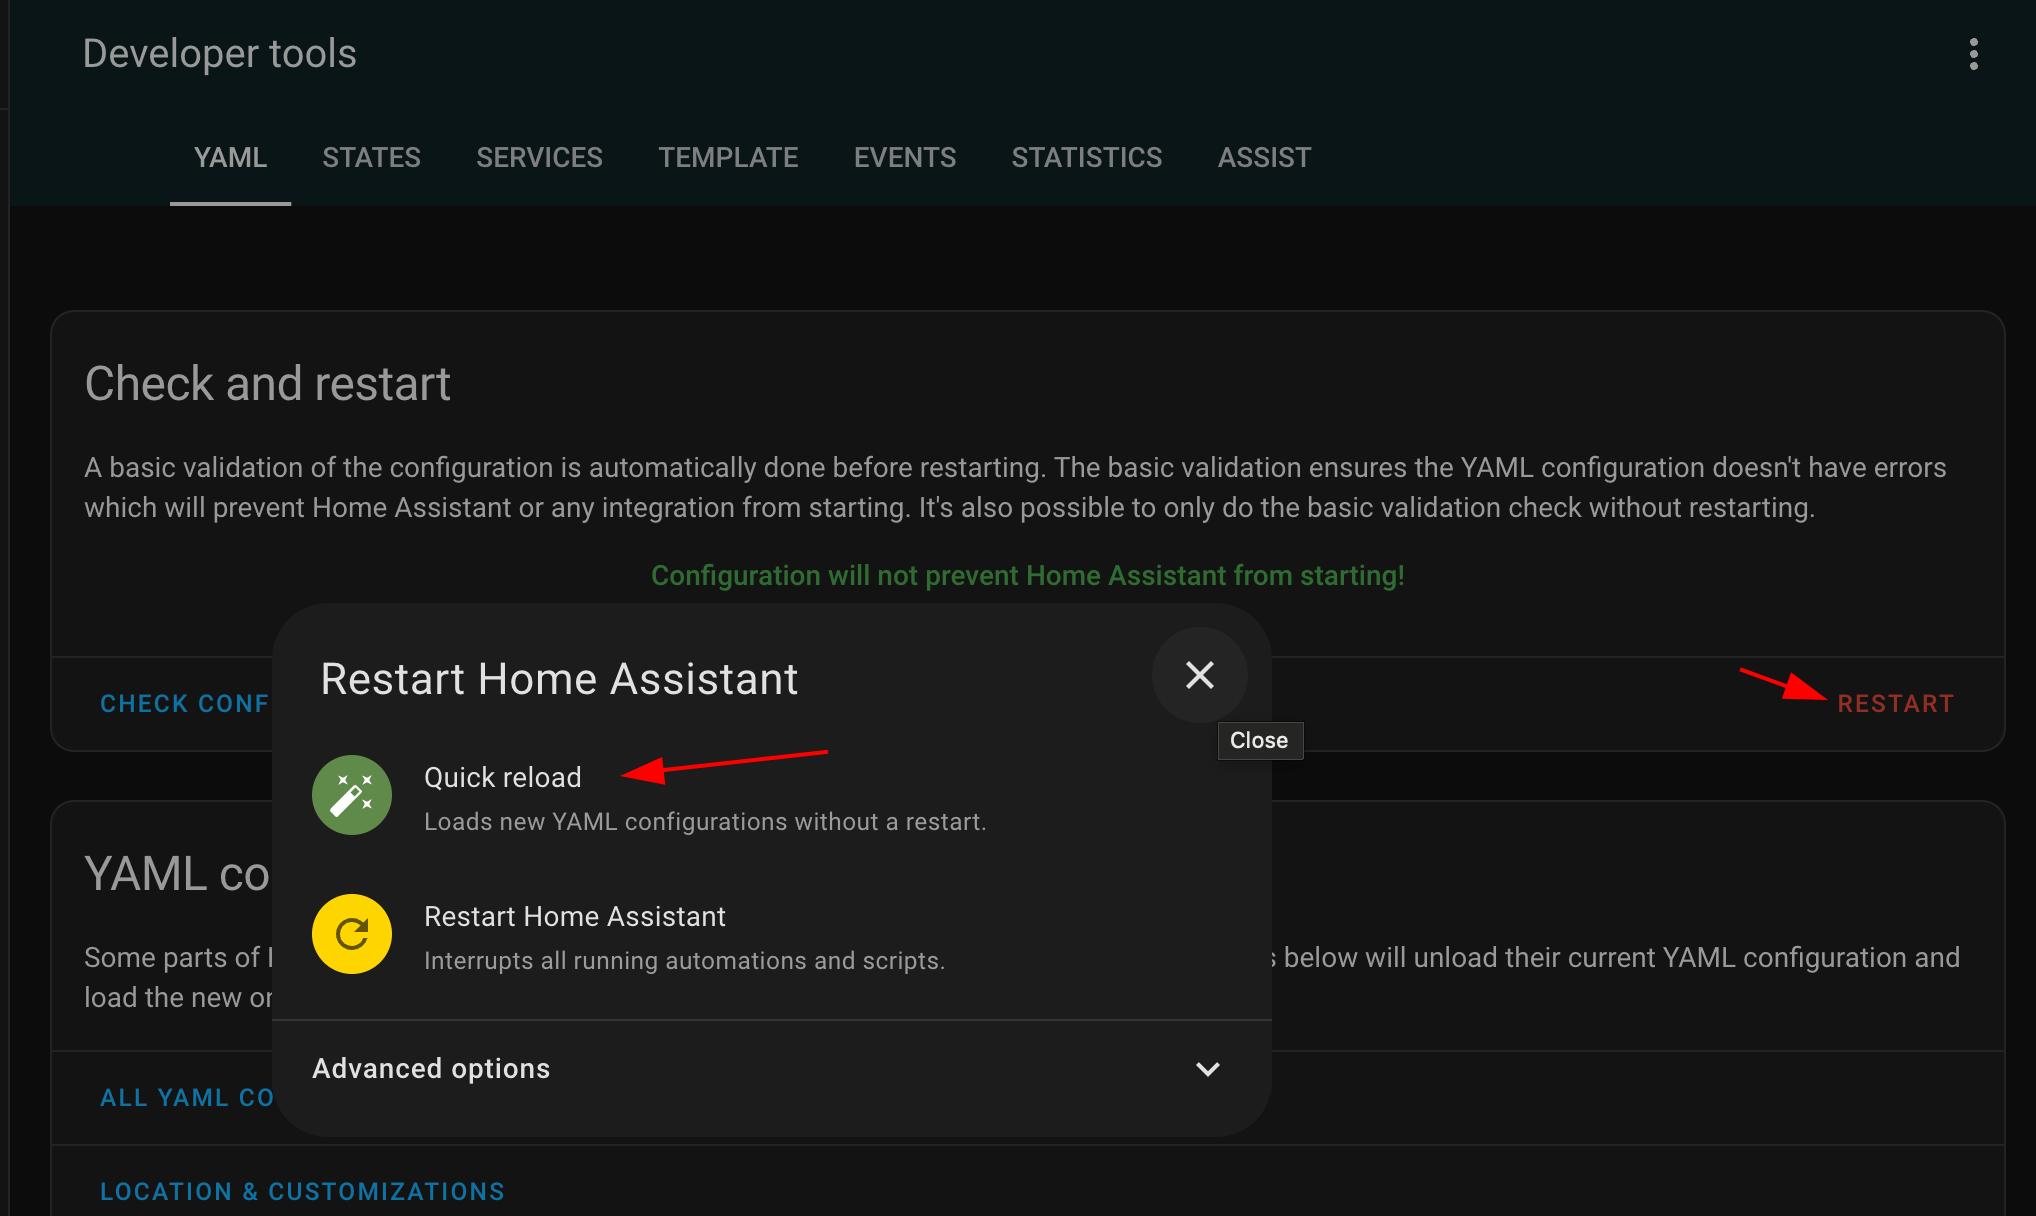 Developer tools
YAML
STATES
SERVICES
TEMPLATE
EVENTS
STATISTICS
ASSIST
Check and restart
A basic validation of the configuration is automatically done before restarting. The basic validation ensures the YAML configuration doesn't have errors
which will prevent Home Assistant or any integration from starting. It's also possible to only do the basic validation check without restarting.
Configuration will not prevent Home Assistant from starting!
CHECK CONF
RESTART
Restart Home Assistant
Close
Quick reload
Loads new YAML configurations without a restart.
Restart Home Assistant
Interrupts all running automations and scripts.
Advanced options
YAML co
Some parts of
below will unload their current YAML configuration and
load the new
ALL YAML CO
LOCATION & CUSTOMIZATIONS